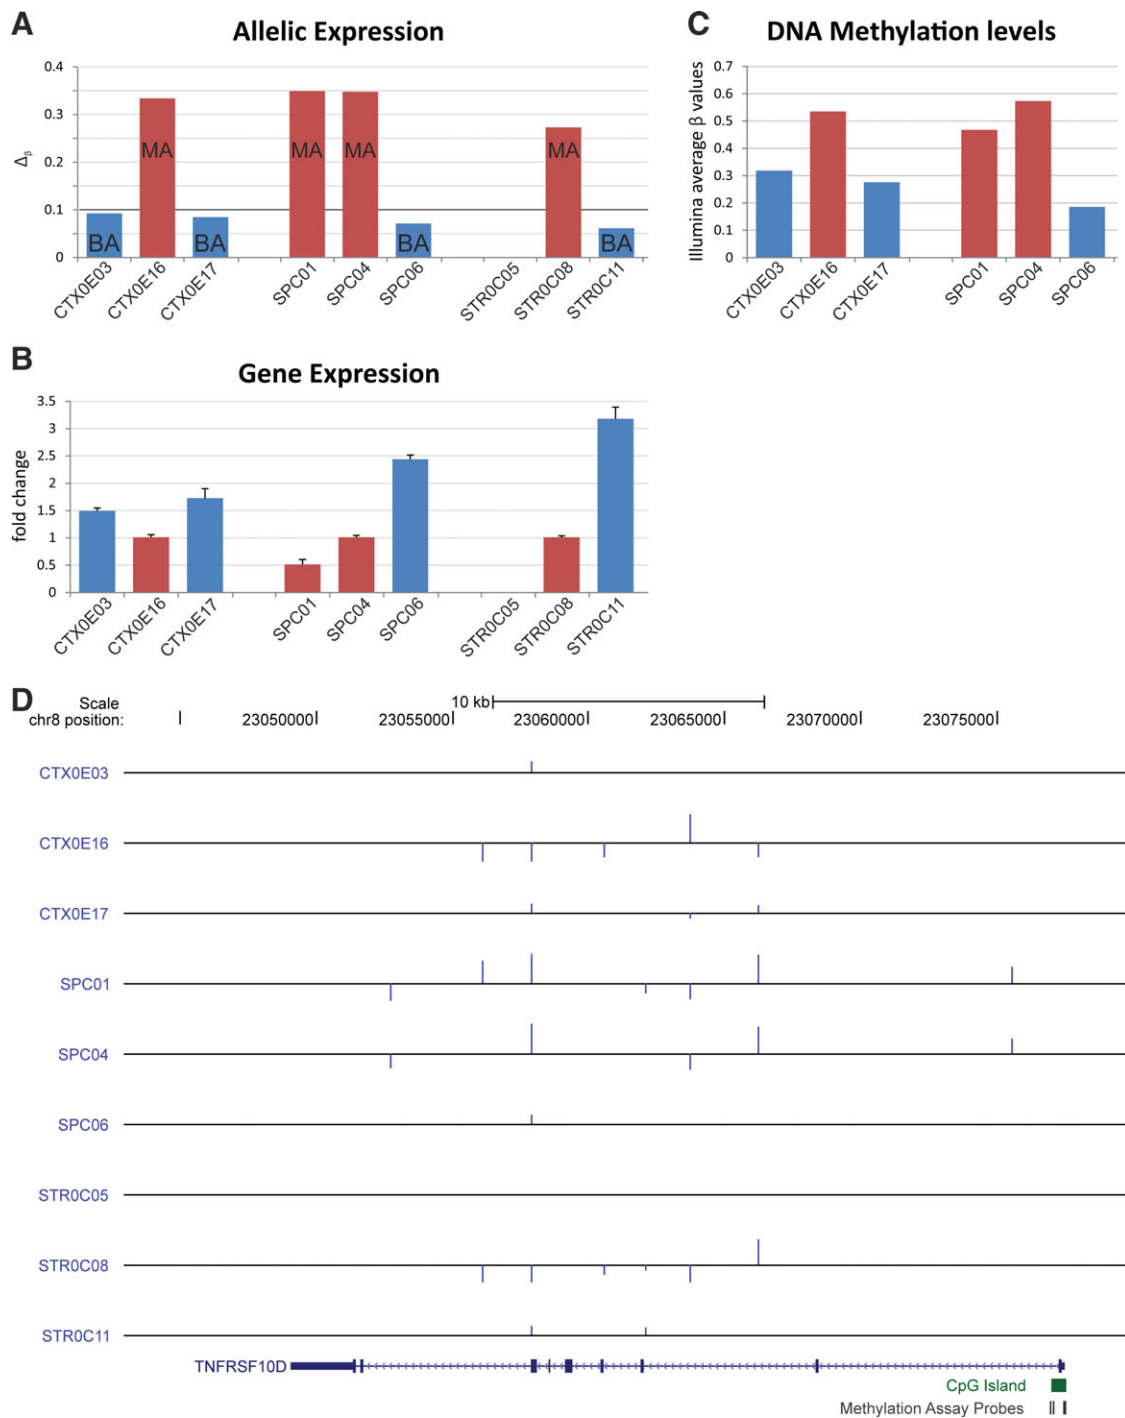 A
Allelic Expression
Δβ
0.4
0.3
0.2
0.1
0
BA
MA
BA
MA
MA
BA
MA
BA
CTX0E03
CTX0E16
CTX0E17
SPC01
SPC04
SPC06
STR0C05
STR0C08
STR0C11
C
DNA Methylation levels
Illumina average β values
0.7
0.6
0.5
0.4
0.3
0.2
0.1
0
CTX0E03
CTX0E16
CTX0E17
SPC01
SPC04
SPC06
B
Gene Expression
fold change
3.5
3
2.5
2
1.5
1
0.5
0
CTX0E03
CTX0E16
CTX0E17
SPC01
SPC04
SPC06
STR0C05
STR0C08
STR0C11
D
Scale 10 kb
chr8 position: 23050000 23055000 23060000 23065000 23070000 23075000
CTX0E03
CTX0E16
CTX0E17
SPC01
SPC04
SPC06
STR0C05
STR0C08
STR0C11
TNFRSF10D
CpG Island
Methylation Assay Probes